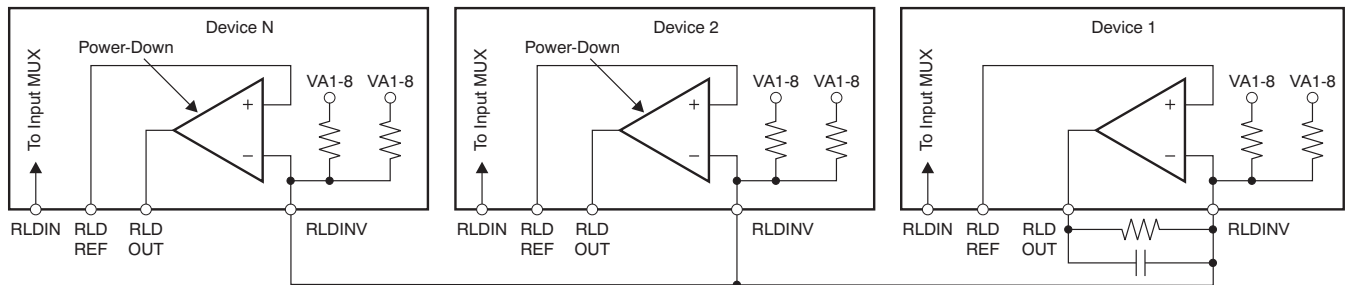 Device N
Power-Down
To Input MUX
VA1-8 VA1-8
+
−
RLDIN
RLD
REF
RLD
OUT
RLDINV
Device 2
Power-Down
To Input MUX
VA1-8 VA1-8
+
−
RLDIN
RLD
REF
RLD
OUT
RLDINV
Device 1
To Input MUX
VA1-8 VA1-8
+
−
RLDIN
RLD
REF
RLD
OUT
RLDINV